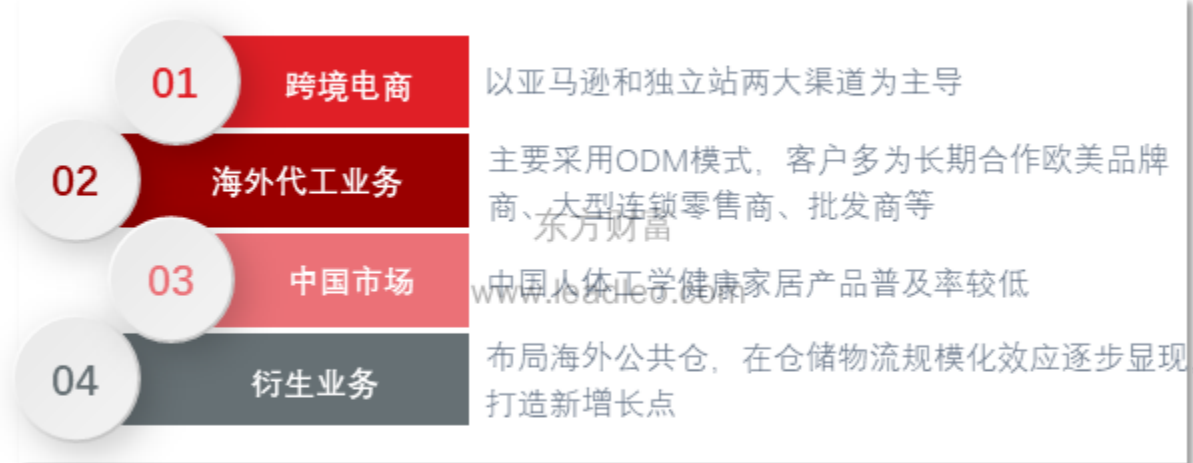 01
跨境电商
以亚马逊和独立站两大渠道为主导
02
海外代工业务
主要采用ODM模式，客户多为长期合作欧美品牌
商、大型连锁零售商、批发商等
东方财富
03
中国市场
中国人体工学健康家居产品普及率较低
www.loadleo.com
04
衍生业务
布局海外公共仓，在仓储物流规模化效应逐步显现
打造新增长点